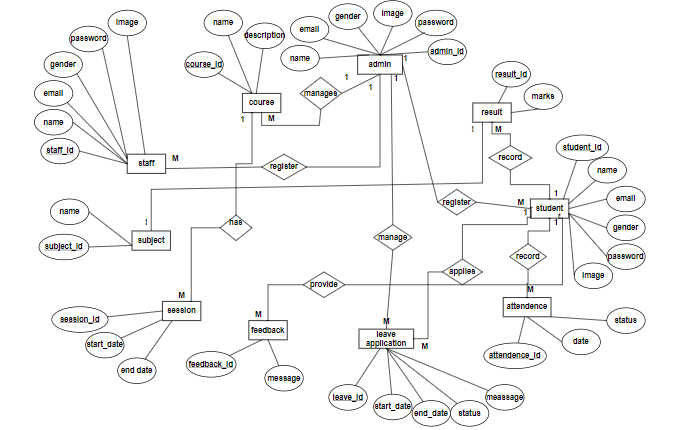 image
name
gender
image
password
email
description
password
admin_id
name
gender
course_id
admin
result_id
1
1
1
1
email
course
manages
marks
result
name
1
M
!
M
student_id
staff_id
record
name
staff
M
register
email
1
register
M
student
name
!
has
1
1
gender
subject
manage
subject_id
record
password
applies
image
provide
M
M
session_id
session
attendence
status
M
M
feedback
leave
application
M
start_date
date
attendence_id
end date
feedback_id
message
leave_id
start_date
end_date
status
meassage